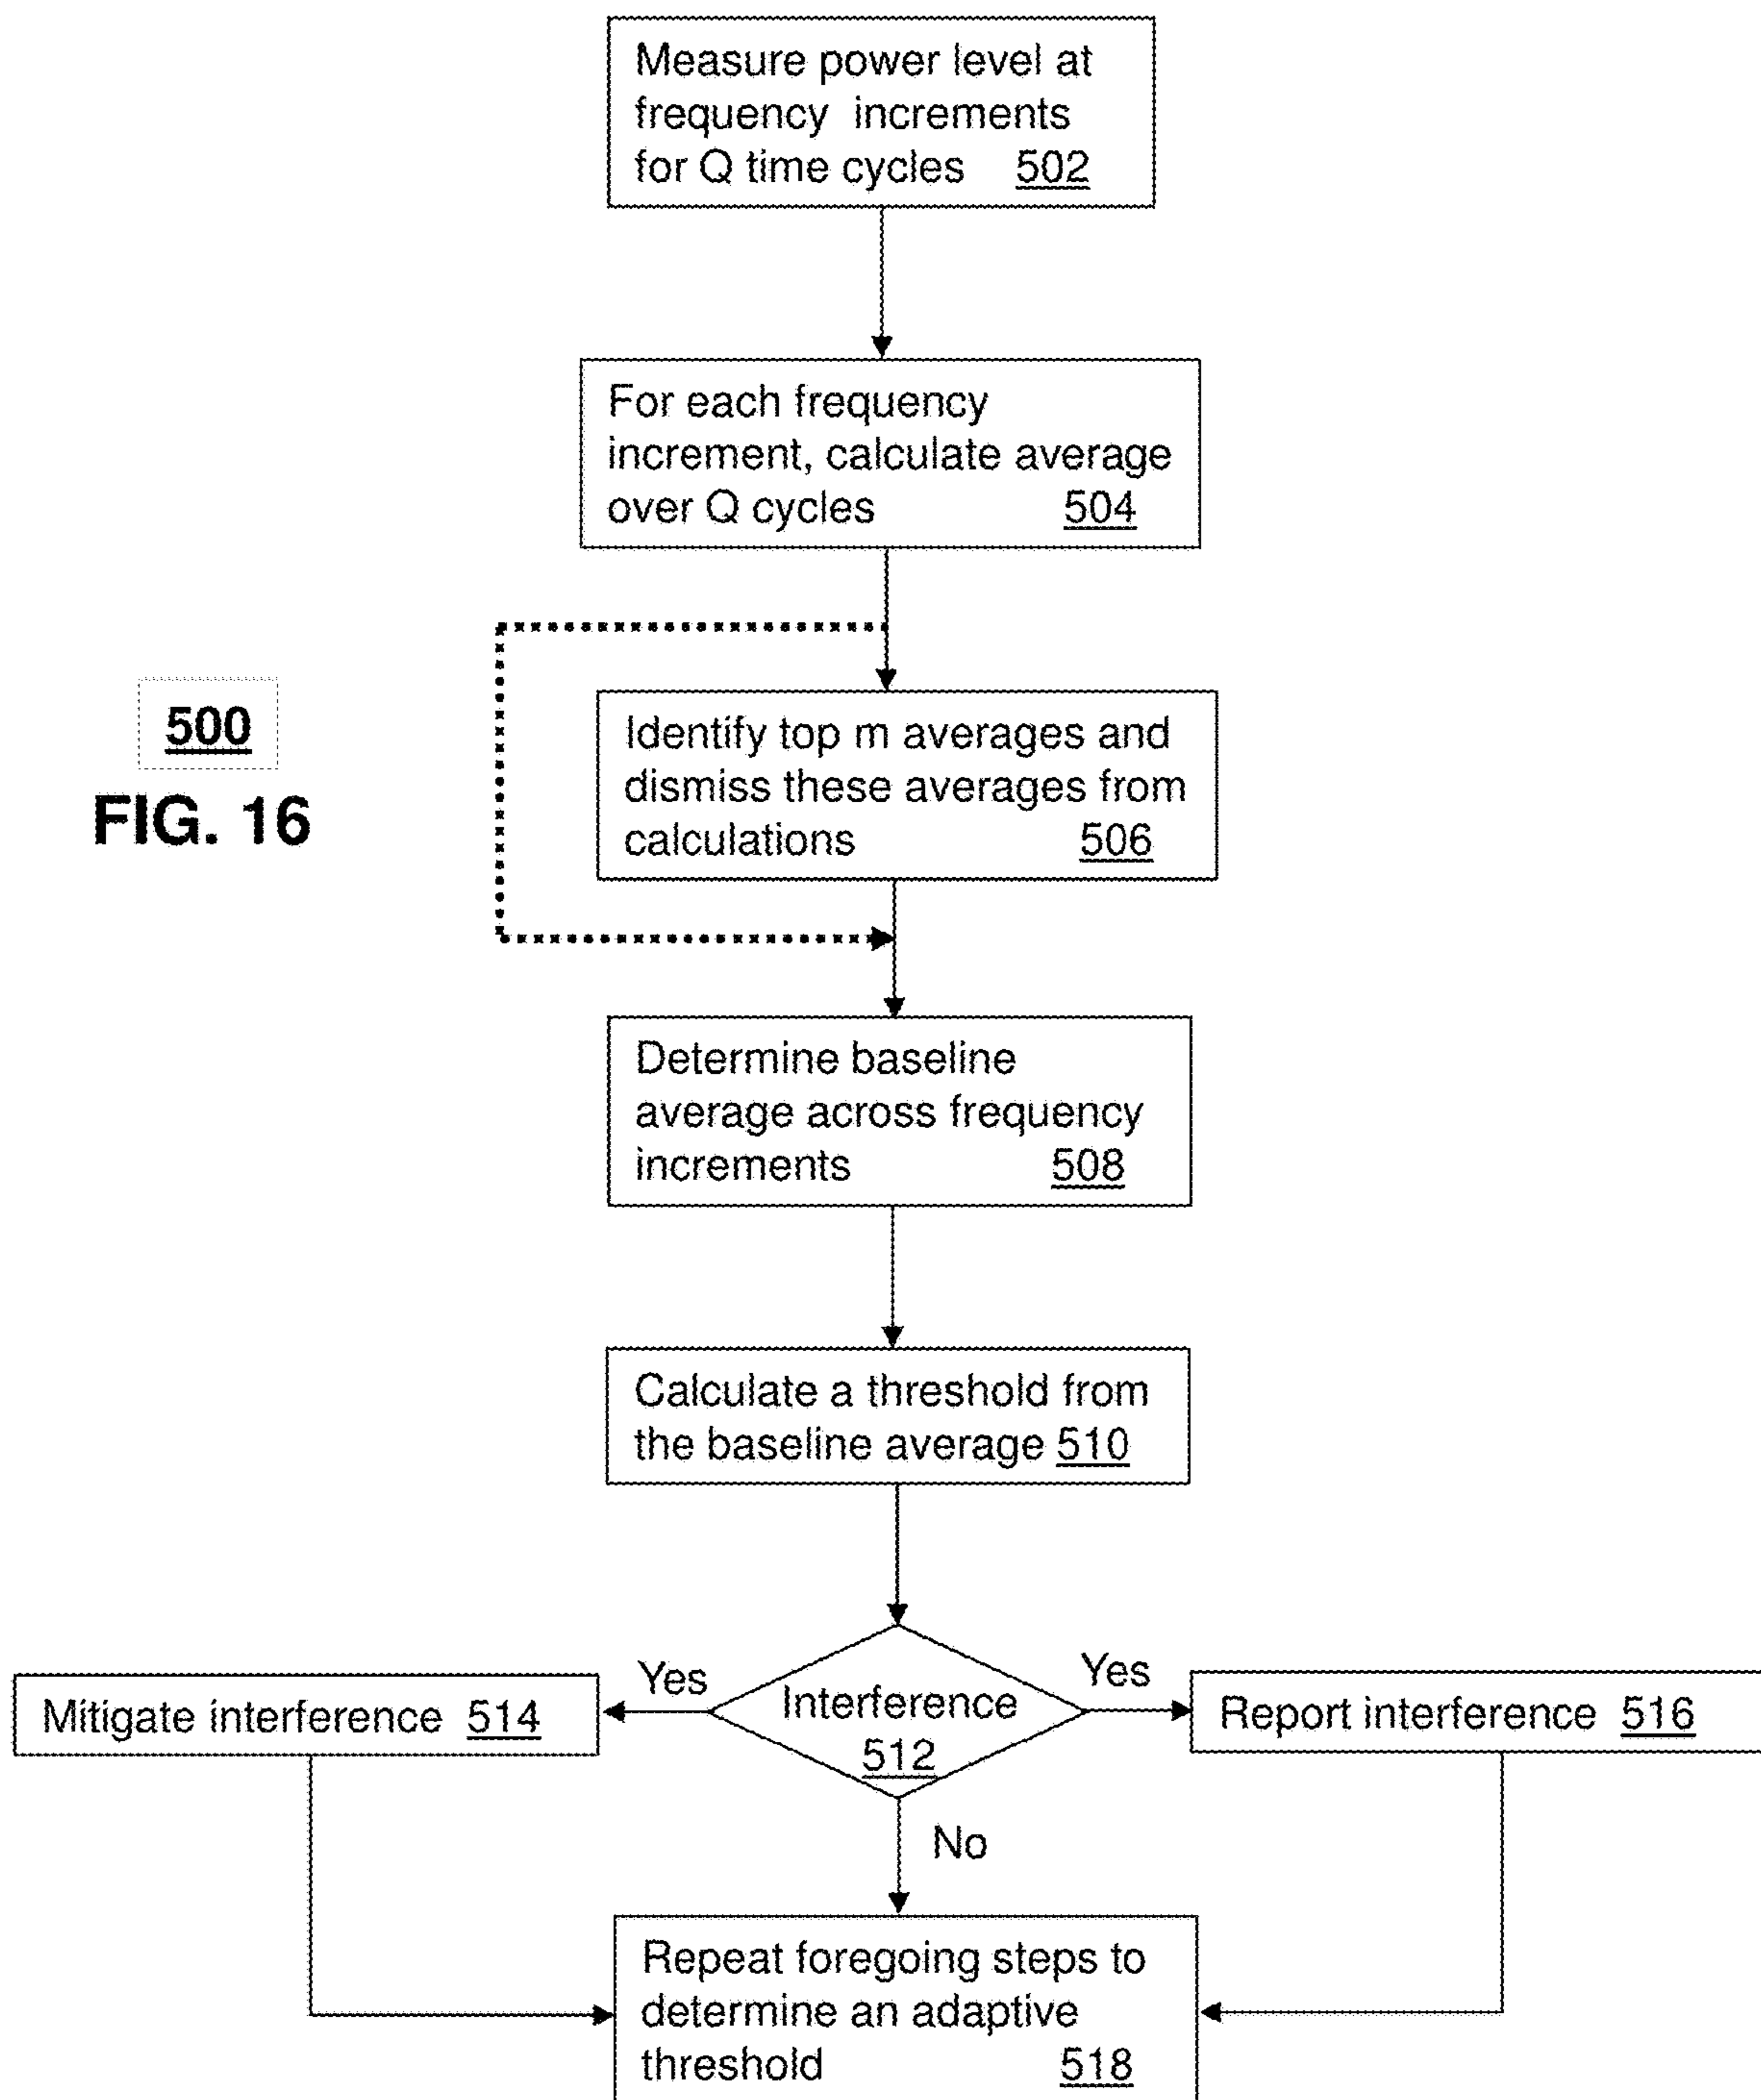 Measure power level at
frequency increments
for Q time cycles 502
For each frequency
increment, calculate average
over Q cycles 504
500
FIG. 16
Identify top m averages and
dismiss these averages from
calculations 506
Determine baseline
average across frequency
increments 508
Calculate a threshold from
the baseline average 510
Yes
Yes
Mitigate interference 514
Interference
512
Report interference 516
No
Repeat foregoing steps to
determine an adaptive
threshold 518